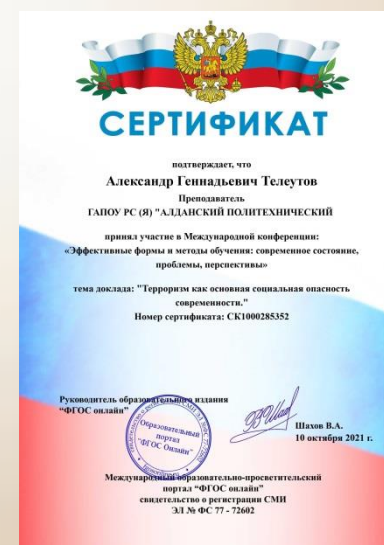 СЕРТИФИКАТ
подтверждает, что
Александр Геннадьевич Телеутов
Преподаватель
ГАПОУ РС (Я) "АЛДАНСКИЙ ПОЛИТЕХНИЧЕСКИЙ
принял участие в Международной конференции:
«Эффективные формы и методы обучения: современное состояние,
проблемы, перспективы»
тема доклада: "Терроризм как основная социальная опасность
современности."
Номер сертификата: СК1000285352
Руководитель образовательного издания
“ФГОС онлайн”
Образовательный
портал
"ФГОС Онлайн"
Шахов В.А.
10 октября 2021 г.
Международный образовательно-просветительский
портал “ФГОС онлайн”
свидетельство о регистрации СМИ
ЭЛ № ФС 77 - 72602